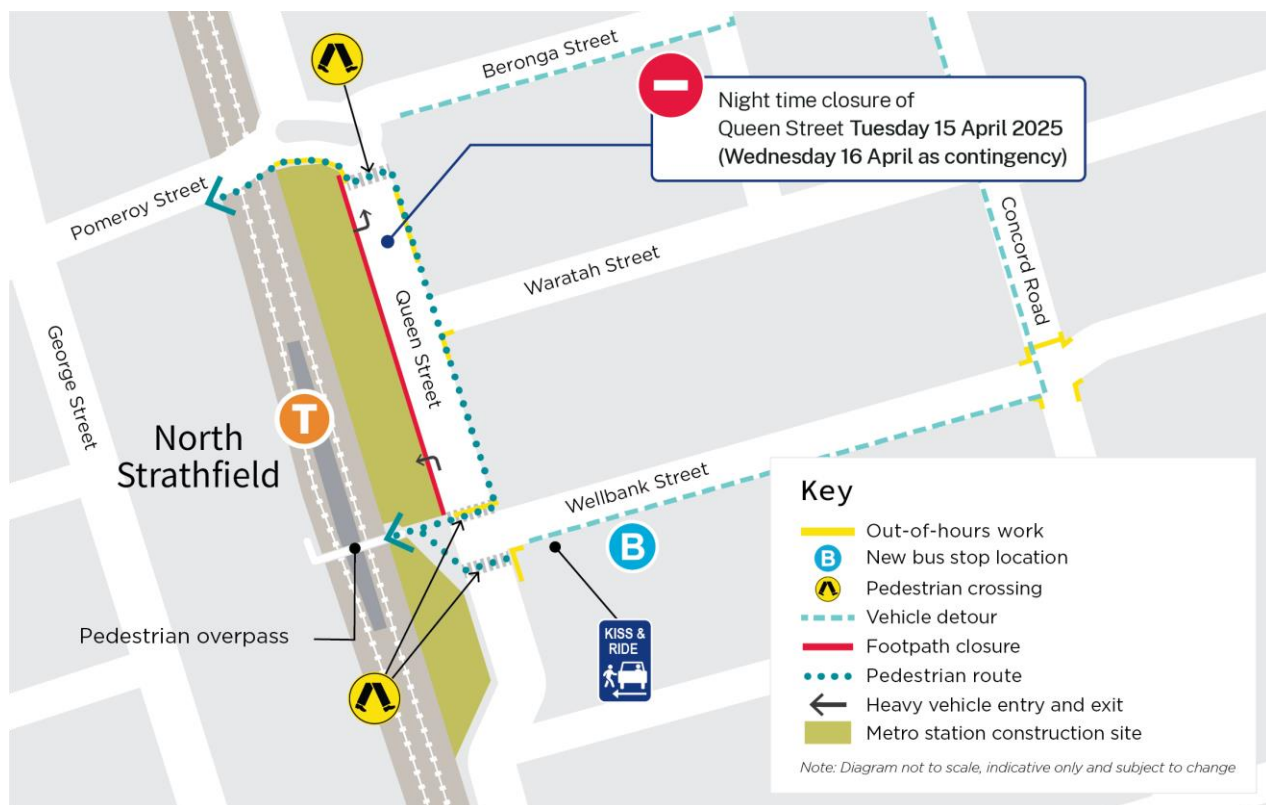 Beronga Street
Night time closure of
Queen Street Tuesday 15 April 2025
(Wednesday 16 April as contingency)
Pomeroy Street
Concord Road
Waratah Street
Queen Street
George Street
T
North
Strathfield
Wellbank Street
B
Pedestrian overpass
KISS &
RIDE
Key
Out-of-hours work
B New bus stop location
Pedestrian crossing
Vehicle detour
Footpath closure
Pedestrian route
Heavy vehicle entry and exit
Metro station construction site
Note: Diagram not to scale, indicative only and subject to change